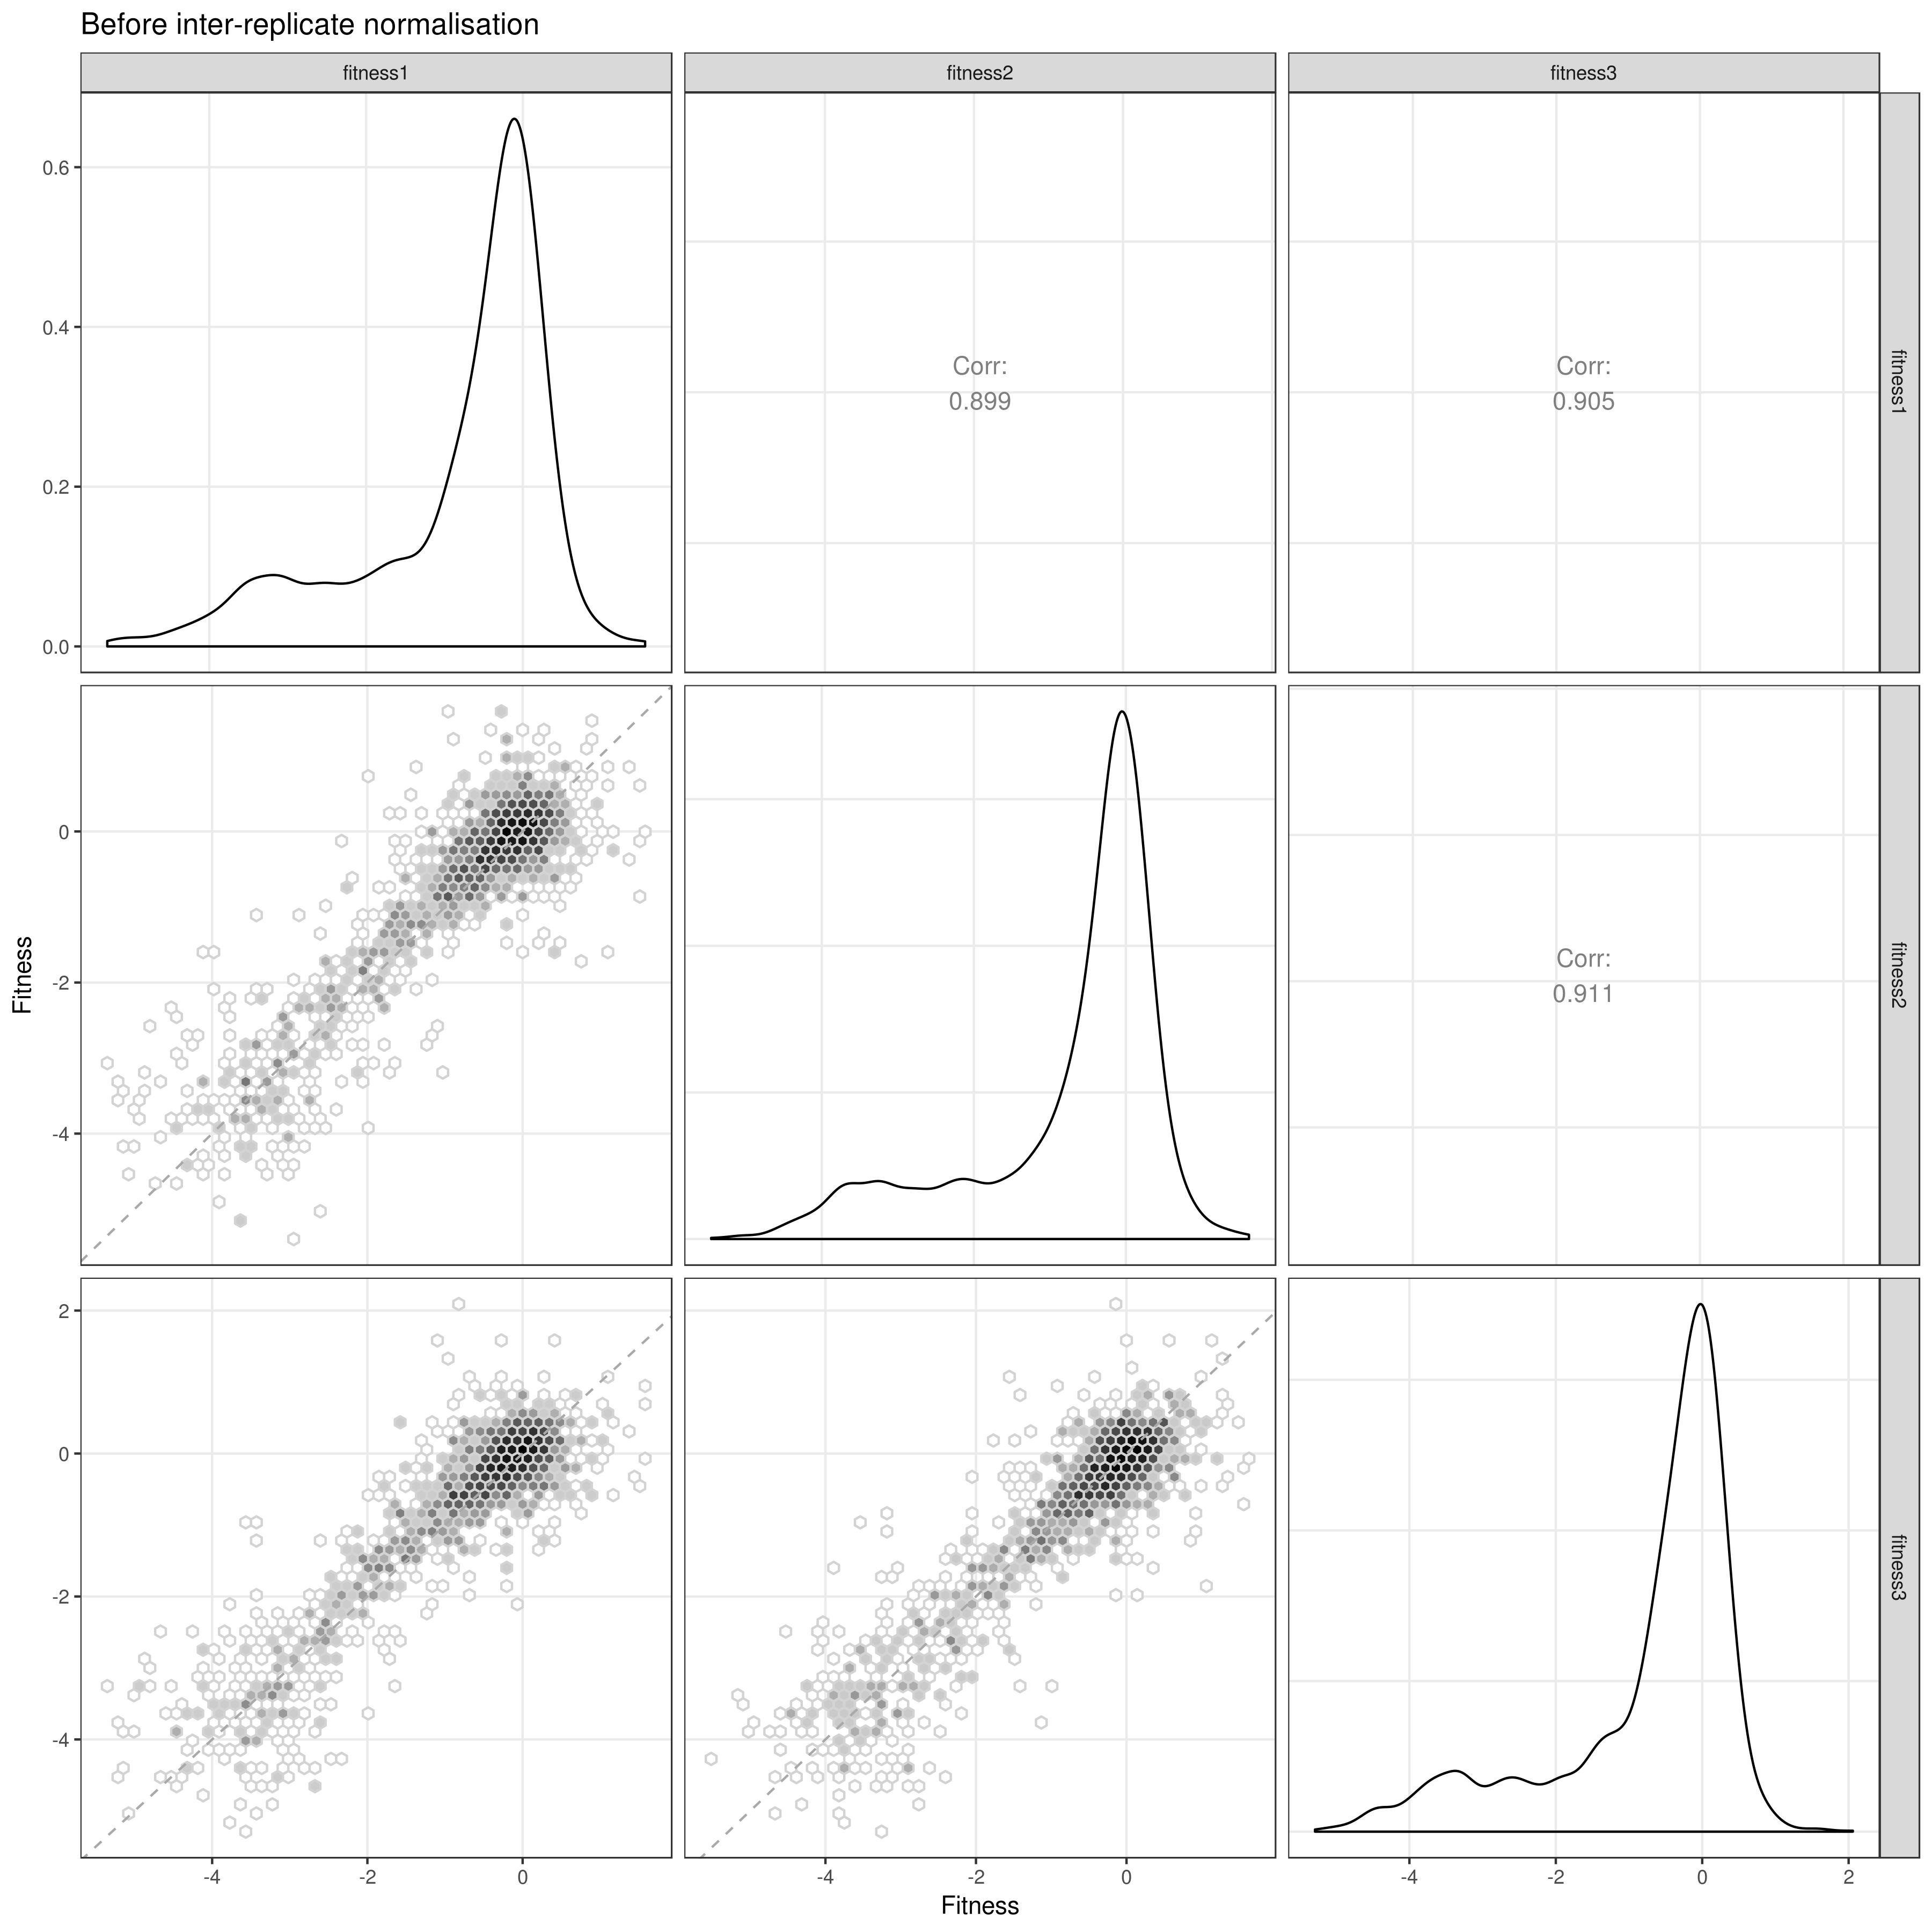 Before inter-replicate normalisation
fitness1
fitness2
fitness3
0.6
0.4
0.2
0.0
Corr:
0.899
Corr:
0.905
fitness1
0
-2
-4
Corr:
0.911
fitness2
Fitness
2
0
-2
-4
fitness3
-4
-2
0
-4
-2
0
-4
-2
0
2
Fitness